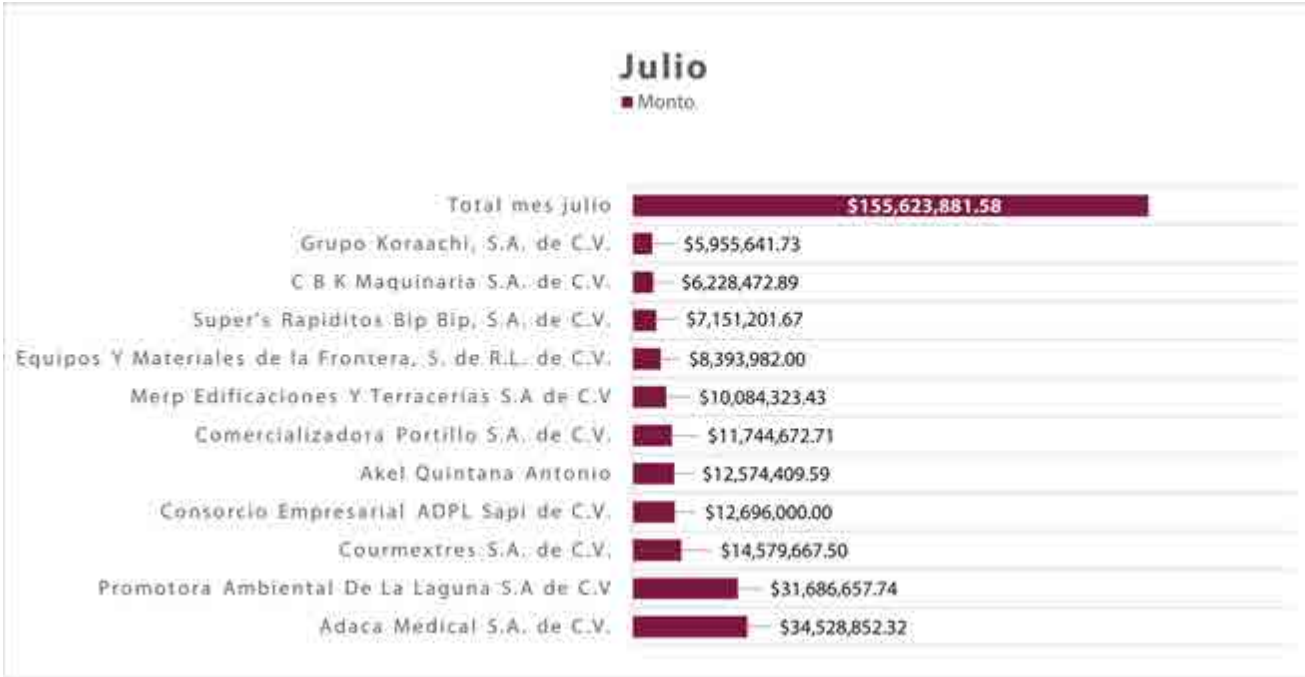 Julio
Monto
Total mes julio $155,623,881.58
Grupo Koraachi, S.A. de C.V. $5,955,641.73
C B K Maquinaria S.A. de C.V. $6,228,472.89
Super's Rapiditos Bip Bip, S.A. de C.V. $7,151,201.67
Equipos Y Materiales de la Frontera, S. de R.L. de C.V. $8,393,982.00
Merp Edificaciones Y Terracerías S.A de C.V $10,084,323.43
Comercializadora Portillo S.A. de C.V. $11,744,672.71
Akel Quintana Antonio $12,574,409.59
Consorcio Empresarial ADPL Sapi de C.V. $12,696,000.00
Courmextres S.A. de C.V. $14,579,667.50
Promotora Ambiental De La Laguna S.A de C.V $31,686,657.74
Adaca Medical S.A. de C.V. $34,528,852.32